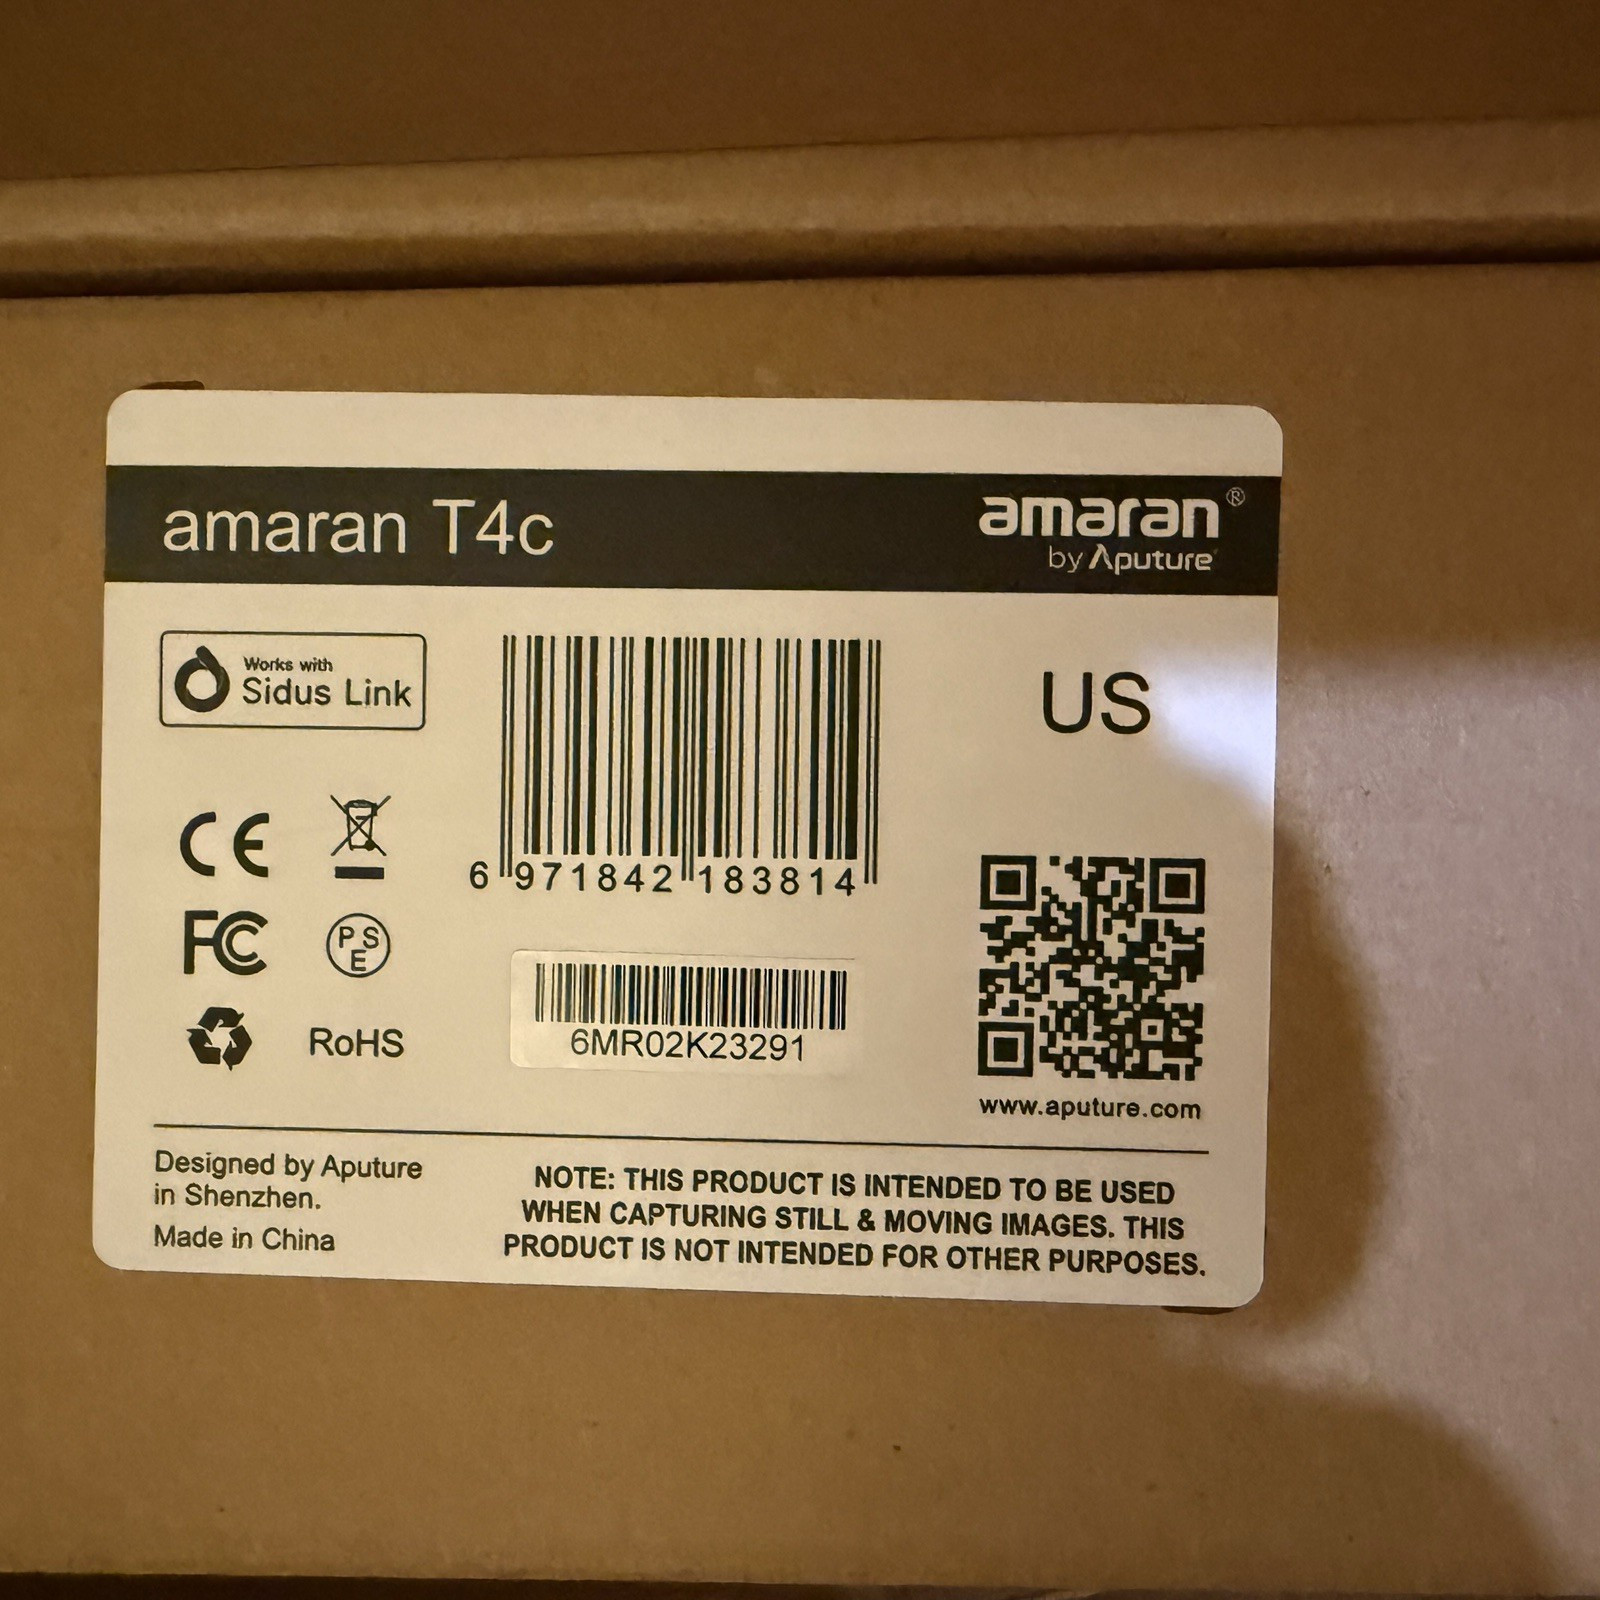 amaran T4c
amaran®
by Aputure
Works with
Sidus Link
US
CE
FC
PSE
RoHS
6 971842 183814
6MR02K23291
www.aputure.com
Designed by Aputure
in Shenzhen.
Made in China
NOTE: THIS PRODUCT IS INTENDED TO BE USED
WHEN CAPTURING STILL & MOVING IMAGES. THIS
PRODUCT IS NOT INTENDED FOR OTHER PURPOSES.